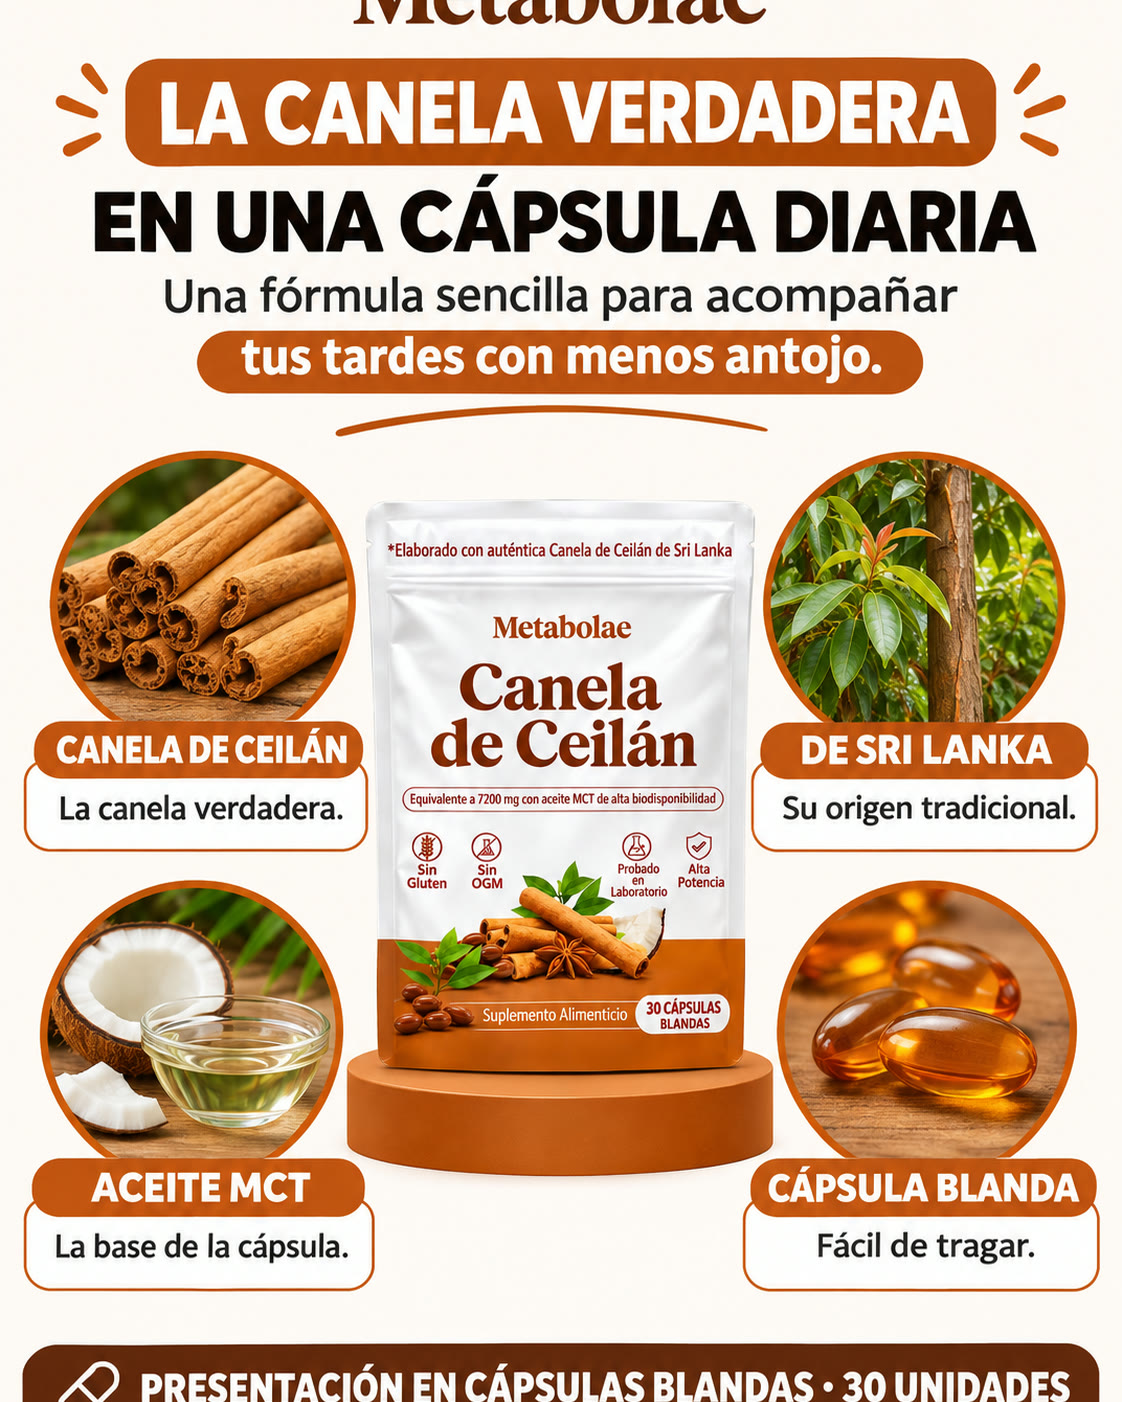 Metabolae
LA CANELA VERDADERA
EN UNA CÁPSULA DIARIA
Una fórmula sencilla para acompañar
tus tardes con menos antojo.
*Elaborado con auténtica Canela de Ceilán de Sri Lanka
Metabolae
Canela
de Ceilán
Equivalente a 7200 mg con aceite MCT de alta biodisponibilidad
Sin
Gluten
Sin
OGM
Probado
en
Laboratorio
Alta
Potencia
Suplemento Alimenticio
30 CÁPSULAS
BLANDAS
CANELA DE CEILÁN
La canela verdadera.
DE SRI LANKA
Su origen tradicional.
ACEITE MCT
La base de la cápsula.
CÁPSULA BLANDA
Fácil de tragar.
PRESENTACIÓN EN CÁPSULAS BLANDAS • 30 UNIDADES